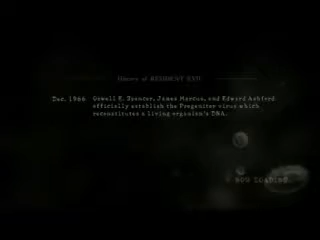 History of RESIDENT EVIL
Dec. 1966 Oswell E. Spencer, James Marcus, and Edward Ashford
officially establish the Progenitor virus which
reconstitutes a living organism's DNA.
NOW LOADING